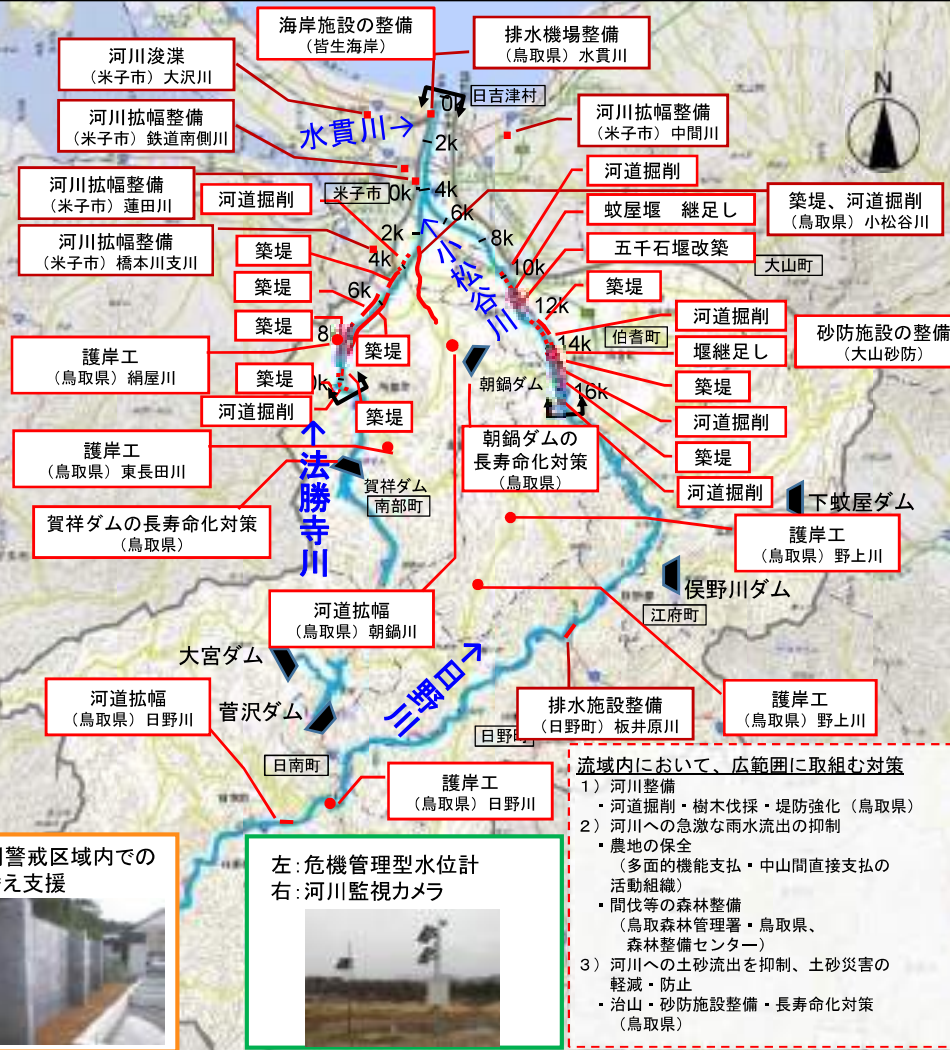 海岸施設の整備
(皆生海岸)
排水機場整備
(鳥取県) 水貫川
河川浚渫
(米子市) 大沢川
河川拡幅整備
(米子市) 鉄道南側川
河川拡幅整備
(米子市) 中間川
日吉津村
N
0k
水貫川→
2k
河川拡幅整備
(米子市) 蓮田川
河道掘削
米子市
0k
4k
河道掘削
蚊屋堰 継足し
築堤、河道掘削
(鳥取県) 小松谷川
河川拡幅整備
(米子市) 橋本川支川
2k
6k
8k
五千石堰改築
築堤
4k
←小松谷川
10k
大山町
築堤
6k
12k
築堤
築堤
8
14k
伯耆町
河道掘削
砂防施設の整備
(大山砂防)
護岸工
(鳥取県) 絹屋川
築堤
堰継足し
築堤
0k
朝鍋ダム
16k
築堤
河道掘削
築堤
河道掘削
護岸工
(鳥取県) 東長田川
朝鍋ダムの
長寿命化対策
(鳥取県)
築堤
賀祥ダム
南部町
河道掘削
賀祥ダムの長寿命化対策
(鳥取県)
←法勝寺川
下蚊屋ダム
護岸工
(鳥取県) 野上川
俣野川ダム
江府町
河道拡幅
(鳥取県) 朝鍋川
大宮ダム
日野川→
河道拡幅
(鳥取県) 日野川
菅沢ダム
排水施設整備
(日野町) 板井原川
護岸工
(鳥取県) 野上川
日野町
日南町
護岸工
(鳥取県) 日野川
流域内において、広範囲に取組む対策
1) 河川整備
・河道掘削・樹木伐採・堤防強化 (鳥取県)
2) 河川への急激な雨水流出の抑制
・農地の保全
(多面的機能支払・中山間直接支払の
活動組織)
・間伐等の森林整備
(鳥取森林管理署・鳥取県、
森林整備センター)
3) 河川への土砂流出を抑制、土砂災害の
軽減・防止
・治山・砂防施設整備・長寿命化対策
(鳥取県)
警戒区域内での
え支援
左:危機管理型水位計
右:河川監視カメラ